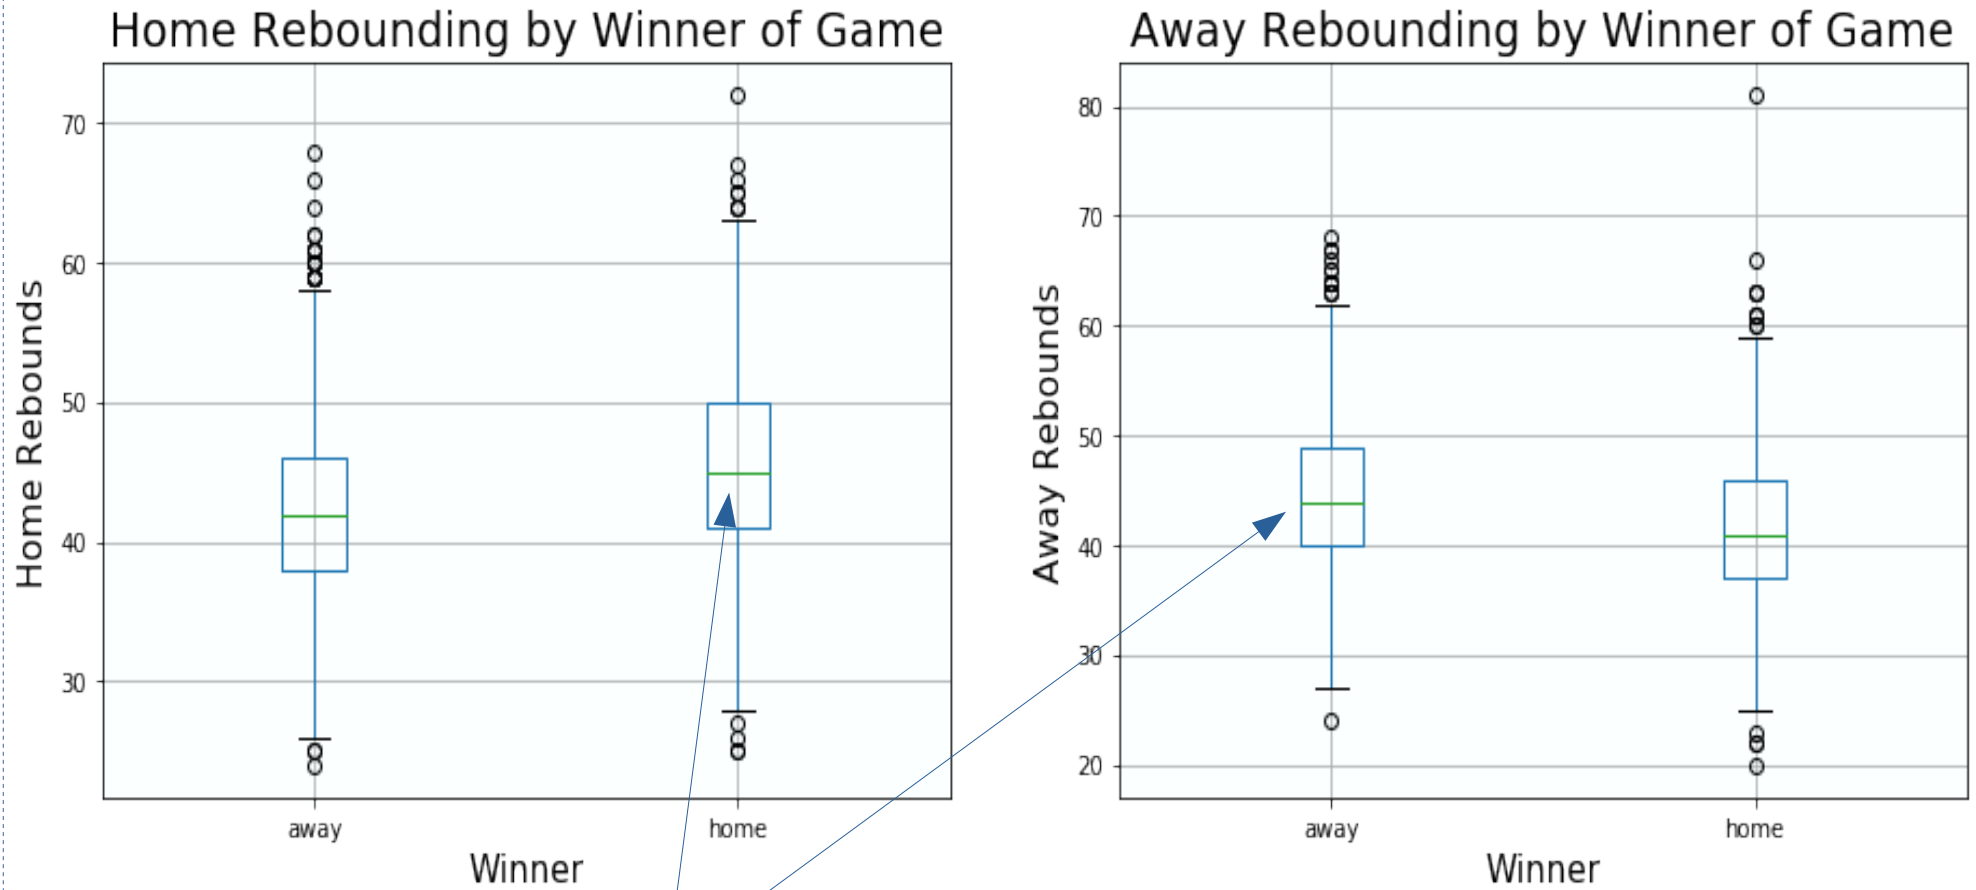 Home Rebounding by Winner of Game
70
60
50
40
30
Home Rebounds
away
home
Winner
Away Rebounding by Winner of Game
80
70
60
50
40
30
20
Away Rebounds
away
home
Winner